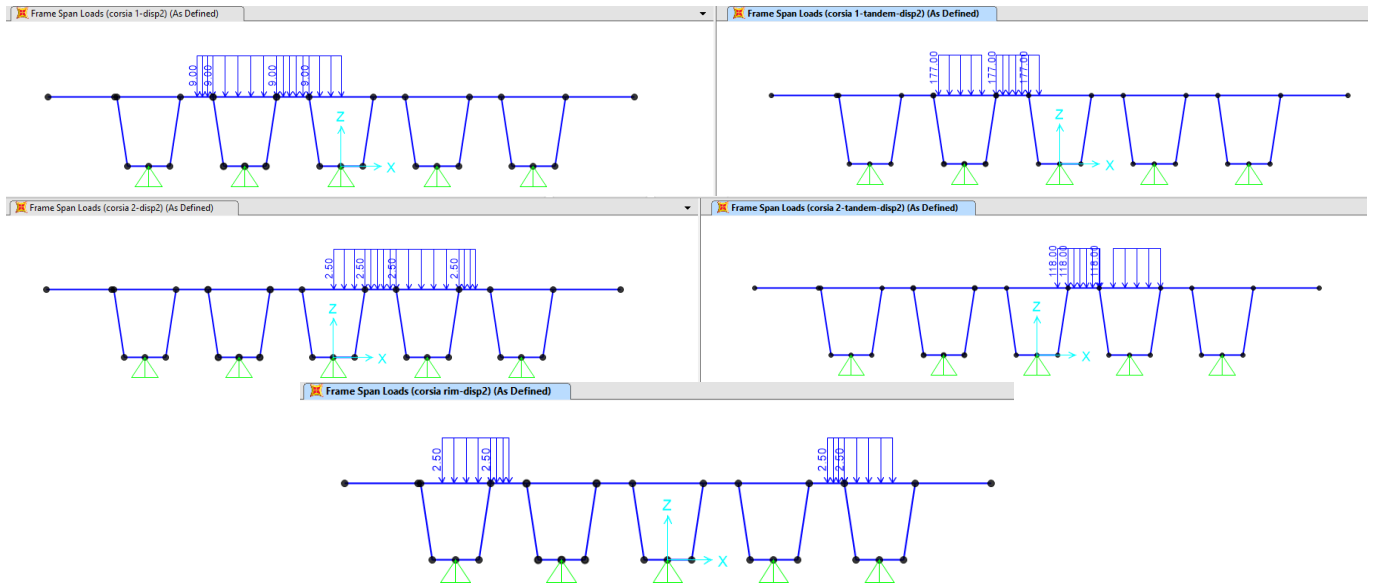 Frame Span Loads (corsia 1-disp2) (As Defined)
Frame Span Loads (corsia 1-tandem-disp2) (As Defined)
9.00 9.00 9.00 9.00
Z
X
177.00 177.00 177.00
Z
X
Frame Span Loads (corsia 2-disp2) (As Defined)
Frame Span Loads (corsia 2-tandem-disp2) (As Defined)
2.50 2.50 2.50 2.50
Z
X
118.00 118.00 118.00
Z
X
Frame Span Loads (corsia rim-disp2) (As Defined)
2.50 2.50 2.50 2.50
Z
X